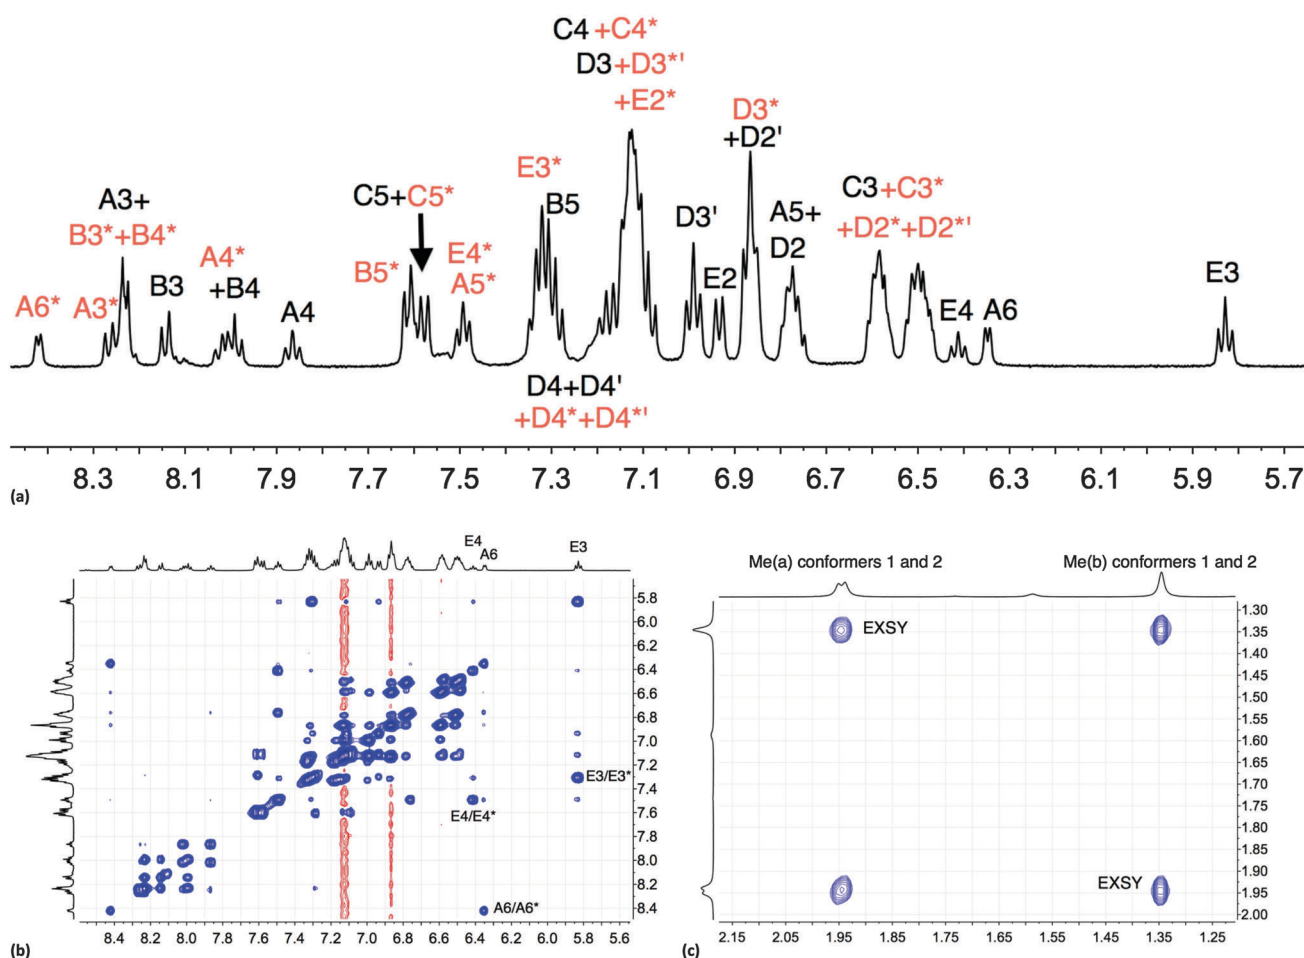 C4 +C4*
D3 +D3*'
+E2*
D3*
+D2'
E3*
A3+
B3*+B4*
C5+C5*
A4*
+B4
B5*
E4*
A5*
B5
D3'
A5+
D2
C3 +C3*
+D2*+D2*'
A6*
A3*
B3
A4
E2
E4
A6
E3
D4+D4'
+D4*+D4*'
8.3 8.1 7.9 7.7 7.5 7.3 7.1 6.9 6.7 6.5 6.3 6.1 5.9 5.7
(a)
E4
A6
E3
5.8
6.0
6.2
6.4
6.6
6.8
7.0
7.2
7.4
7.6
7.8
8.0
8.2
8.4
E3/E3*
E4/E4*
A6/A6*
8.4 8.2 8.0 7.8 7.6 7.4 7.2 7.0 6.8 6.6 6.4 6.2 6.0 5.8 5.6
(b)
Me(a) conformers 1 and 2
Me(b) conformers 1 and 2
EXSY
EXSY
1.30
1.35
1.40
1.45
1.50
1.55
1.60
1.65
1.70
1.75
1.80
1.85
1.90
1.95
2.00
2.15 2.05 1.95 1.85 1.75 1.65 1.55 1.45 1.35 1.25
(c)